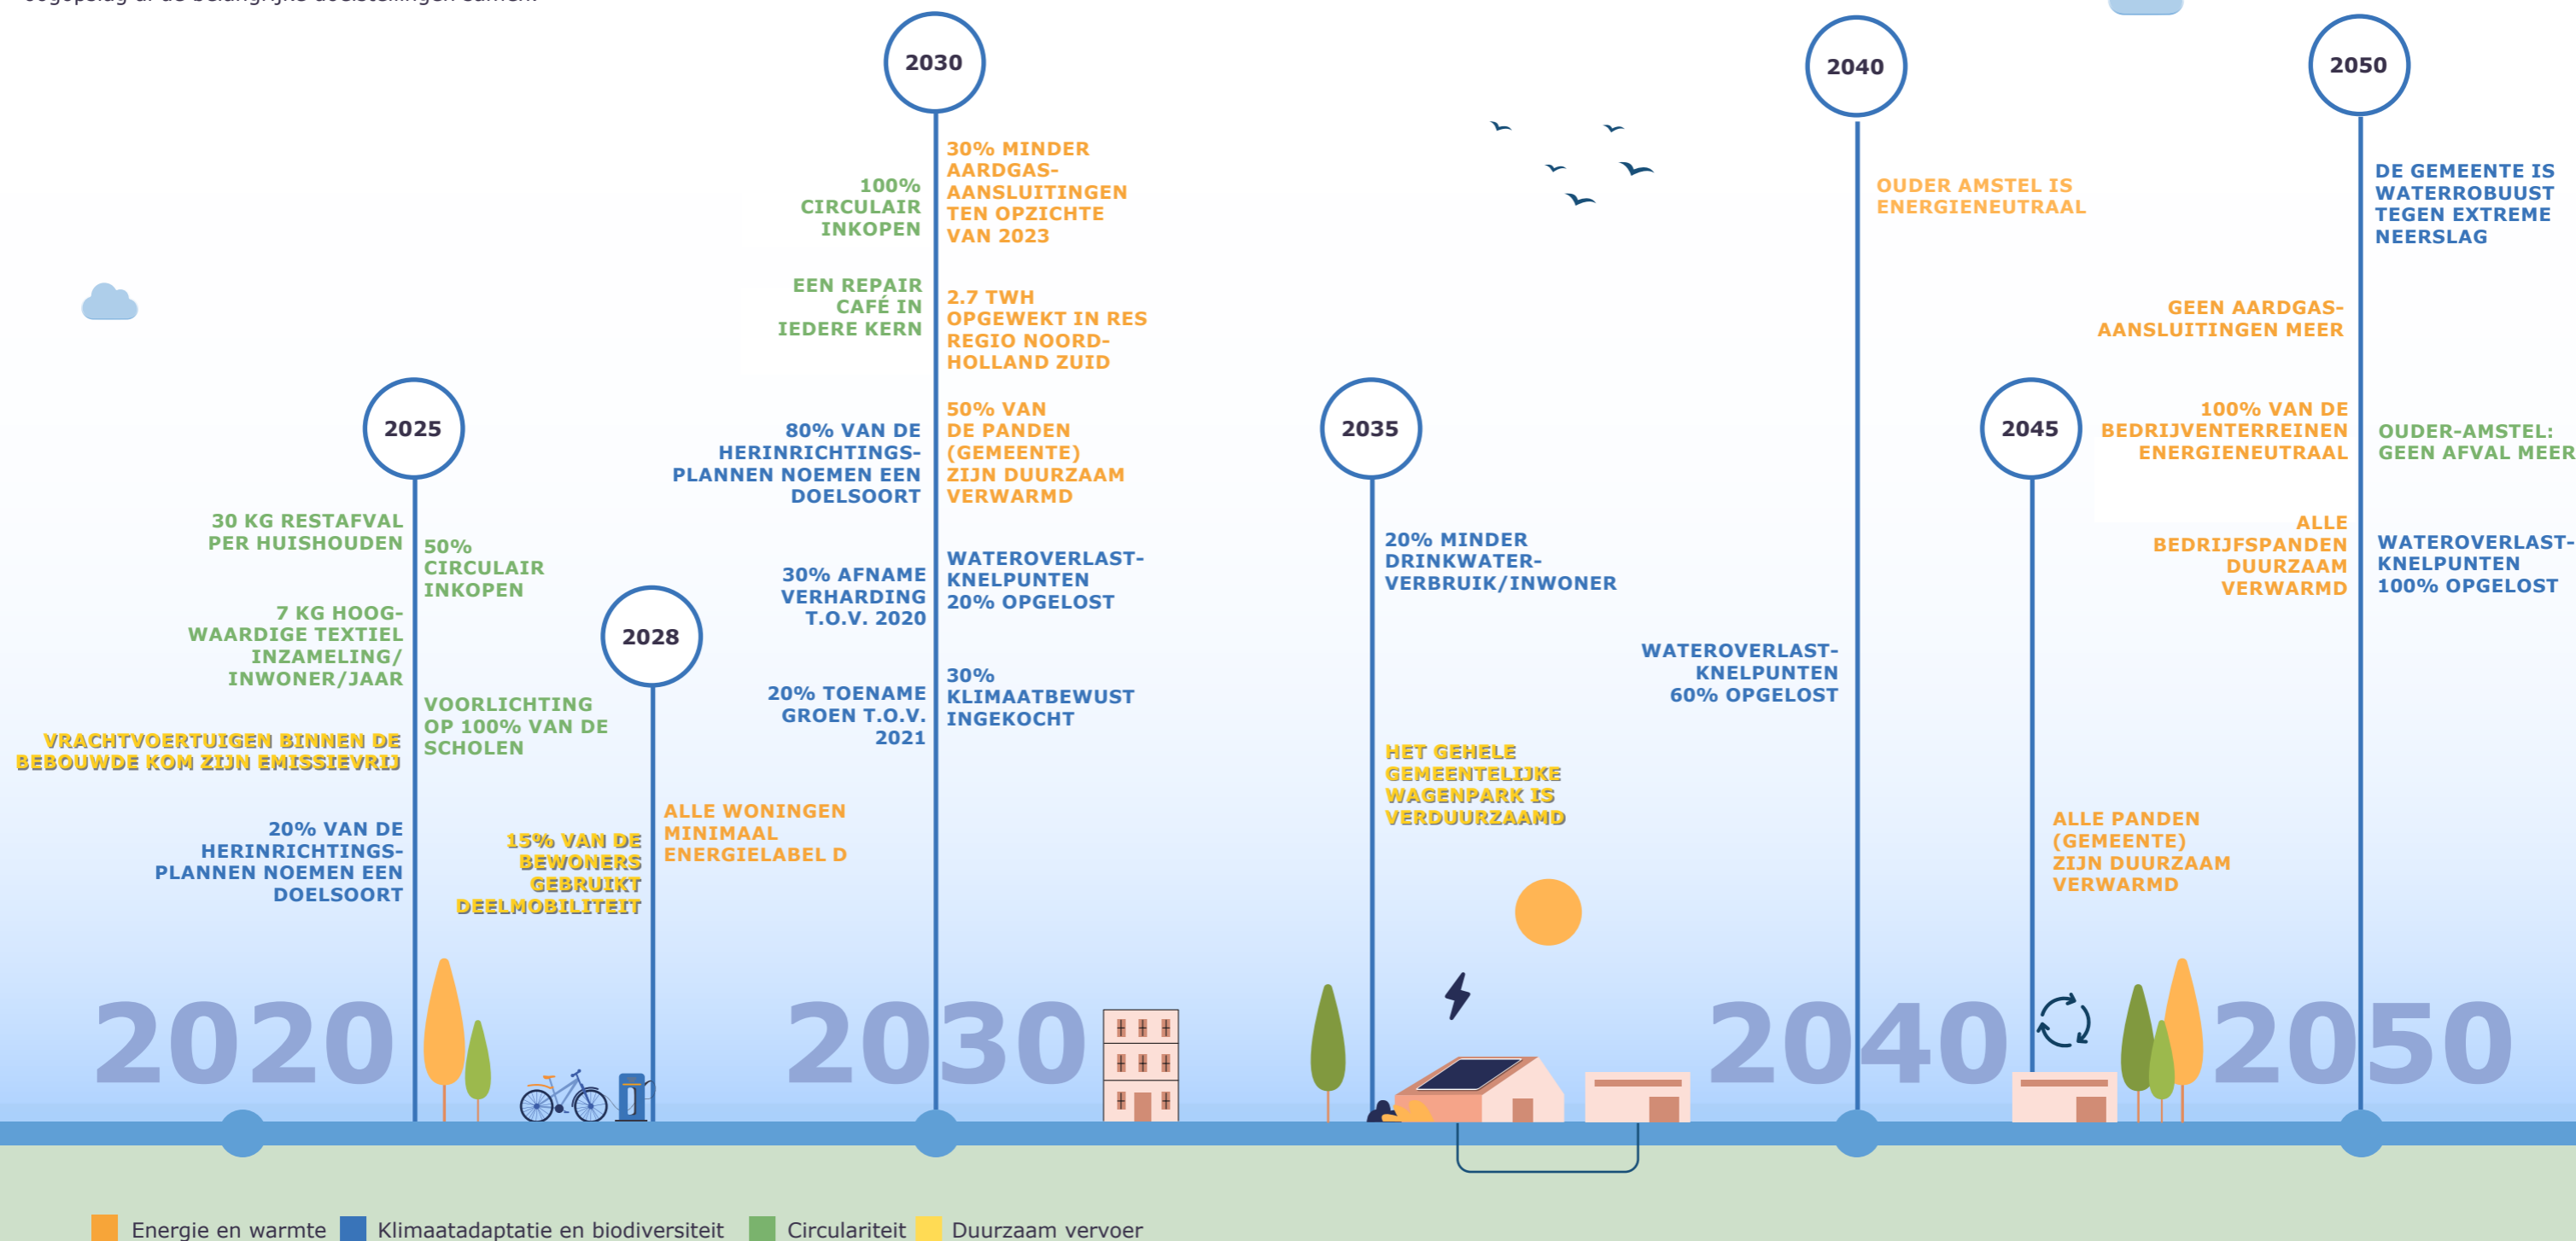 oogopslag al de belangrijke doelstellingen samen.
2030
100%
CIRCULAIR
INKOPEN
EEN REPAIR
CAFÉ IN
IEDERE KERN
80% VAN DE
HERINRICHTINGS-
PLANNEN NOEMEN EEN
DOELSOORT
30% AFNAME
VERHARDING
T.O.V. 2020
20% TOENAME
GROEN T.O.V.
2021
30% MINDER
AARDGAS-
AANSLUITINGEN
TEN OPZICHTE
VAN 2023
2.7 TWH
OPGEWEKT IN RES
REGIO NOORD-
HOLLAND ZUID
50% VAN
DE PANDEN
(GEMEENTE)
ZIJN DUURZAAM
VERWARMD
WATEROVERLAST-
KNELPUNTEN
20% OPGELOST
30%
KLIMAATBEWUST
INGEKOCHT
2040
OUDER AMSTEL IS
ENERGIENEUTRAAL
WATEROVERLAST-
KNELPUNTEN
60% OPGELOST
2050
DE GEMEENTE IS
WATERROBUUST
TEGEN EXTREME
NEERSLAG
GEEN AARDGAS-
AANSLUITINGEN MEER
100% VAN DE
BEDRIJVENTERREINEN
ENERGIENEUTRAAL
OUDER-AMSTEL:
GEEN AFVAL MEER
ALLE
BEDRIJFSPANDEN
DUURZAAM
VERWARMD
WATEROVERLAST-
KNELPUNTEN
100% OPGELOST
2025
30 KG RESTAFVAL
PER HUISHOUDEN
7 KG HOOG-
WAARDIGE TEXTIEL
INZAMELING/
INWONER/JAAR
VRACHTVOERTUIGEN BINNEN DE
BEBOUWDE KOM ZIJN EMISSIEVRIJ
20% VAN DE
HERINRICHTINGS-
PLANNEN NOEMEN EEN
DOELSOORT
50%
CIRCULAIR
INKOPEN
VOORLICHTING
OP 100% VAN DE
SCHOLEN
2028
15% VAN DE
BEWONERS
GEBRUIKT
DEELMOBILITEIT
ALLE WONINGEN
MINIMAAL
ENERGIELABEL D
2035
20% MINDER
DRINKWATER-
VERBRUIK/INWONER
HET GEHELE
GEMEENTELIJKE
WAGENPARK IS
VERDUURZAAMD
2045
ALLE PANDEN
(GEMEENTE)
ZIJN DUURZAAM
VERWARMD
2020
2030
2040
2050
Energie en warmte
Klimaatadaptatie en biodiversiteit
Circulariteit
Duurzaam vervoer